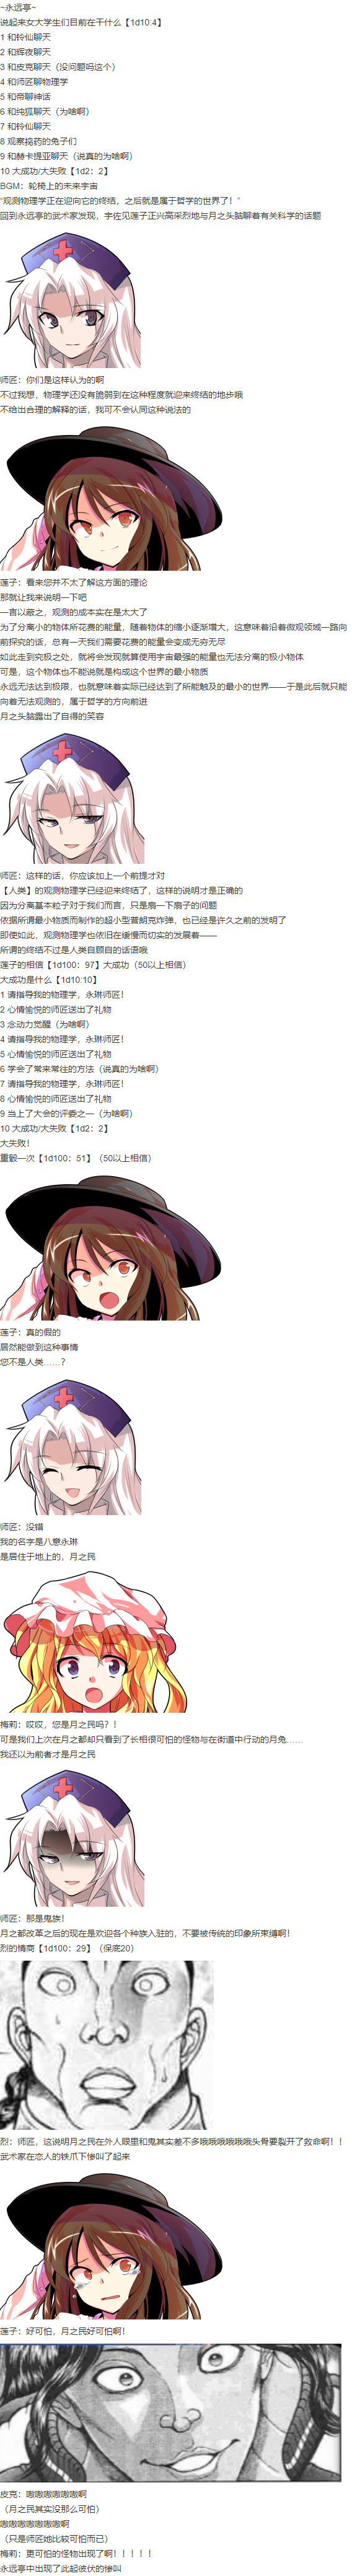 ~永远亭~
说起来女大学生们目前在干什么【1d10:4】
1 和铃仙聊天
2 和辉夜聊天
3 和皮克聊天（没问题吗这个）
4 和师匠聊物理学
5 和帝聊神话
6 和纯狐聊天（为啥啊）
7 和铃仙聊天
8 观察捣药的兔子们
9 和赫卡提亚聊天（说真的为啥啊）
10 大成功/大失败【1d2：2】
BGM：轮椅上的未来宇宙
“观测物理学正在迎向它的终结，之后就是属于哲学的世界了！”
回到永远亭的武术家发现，宇佐见莲子正兴高采烈地与月之头脑聊着有关科学的话题
师匠：你们是这样认为的啊
不过我想，物理学还没有脆弱到在这种程度就迎来终结的地步哦
不给出合理的解释的话，我可不会认同这种说法的
莲子：看来您并不太了解这方面的理论
那就让我来说明一下吧
一言以蔽之，观测的成本实在是太大了
为了分离小的物体所花费的能量，随着物体的缩小逐渐增大，这意味着沿着微观领域一路向
前探究的话，总有一天我们需要花费的能量会变成无穷无尽
如此走到究极之处，就将会发现就算使用宇宙最强的能量也无法分离的极小物体
可是，这个物体也不能说就是构成这个世界的最小物质
永远无法达到极限，也就意味着实际已经达到了所能触及的最小的世界——于是此后就只能
向着无法观测的，属于哲学的方向前进
月之头脑露出了自得的笑容
师匠：这样的话，你应该加上一个前提才对
【人类】的观测物理学已经迎来终结了，这样的说明才是正确的
因为分离基本粒子对于我们而言，只是扇一下扇子的问题
依据所谓最小物质而制作的超小型普朗克炸弹，也已经是许久之前的发明了
即使如此，观测物理学也依旧在缓慢而切实的发展着——
所谓的终结不过是人类自顾自的话语哦
莲子的相信【1d100：97】大成功（50以上相信）
大成功是什么【1d10:10】
1 请指导我的物理学，永琳师匠！
2 心情愉悦的师匠送出了礼物
3 念动力觉醒（为啥啊）
4 请指导我的物理学，永琳师匠！
5 心情愉悦的师匠送出了礼物
6 学会了常来常往的方法（说真的为啥啊）
7 请指导我的物理学，永琳师匠！
8 心情愉悦的师匠送出了礼物
9 当上了大会的评委之一（为啥啊）
10 大成功/大失败【1d2：2】
大失败！
重骰一次【1d100：51】（50以上相信）
莲子：真的假的
居然能做到这种事情
您不是人类……？
师匠：没错
我的名字是八意永琳
是居住于地上的，月之民
梅莉：哎哎，您是月之民吗？！
可是我们上次在月之都却只看到了长相很可怕的怪物与在街道中行动的月兔……
我还以为前者才是月之民
师匠：那是鬼族！
月之都改革之后的现在是欢迎各个种族入驻的，不要被传统的印象所束缚啊！
烈的情商【1d100：29】（保底20）
烈：师匠，这说明月之民在外人眼里和鬼其实差不多哦哦哦哦哦哦头骨要裂开了救命啊！！
武术家在恋人的铁爪下惨叫了起来
莲子：好可怕，月之民好可怕啊！
皮克：嗷嗷嗷嗷嗷嗷啊
（月之民其实没那么可怕）
嗷嗷嗷嗷嗷嗷嗷啊
（只是师匠她比较可怕而已）
梅莉：更可怕的怪物出现了啊！！！！！
永远亭中出现了此起彼伏的惨叫